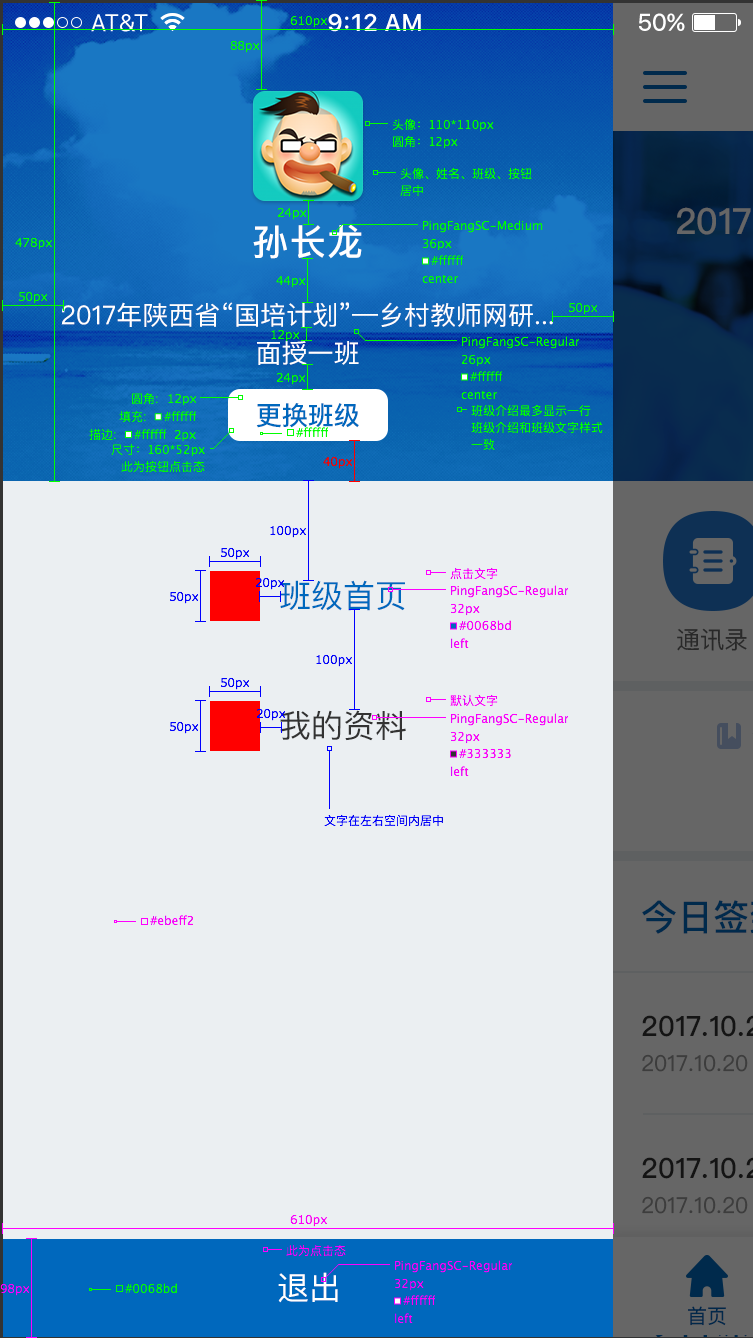 AT&T
9:12 AM
50%
610px
88px
头像：110*110px
圆角：12px
头像、姓名、班级、按钮
居中
24px
478px
孙长龙
PingFangSC-Medium
36px
#ffffff
center
2017
44px
50px
50px
2017年陕西省“国培计划”—乡村教师网研...
12px
面授一班
PingFangSC-Regular
26px
#ffffff
center
24px
圆角：12px
填充: #ffffff
描边: #ffffff 2px
尺寸：160*52px
此为按钮点击态
更换班级
#ffffff
班级介绍最多显示一行
班级介绍和班级文字样式
一致
40px
100px
50px
50px
20px
班级首页
点击文字
PingFangSC-Regular
32px
#0068bd
left
通讯录
100px
50px
50px
20px
我的资料
默认文字
PingFangSC-Regular
32px
#333333
left
文字在左右空间内居中
#ebeff2
今日签
2017.10.2
2017.10.20
2017.10.2
2017.10.20
610px
98px
#0068bd
此为点击态
退出
PingFangSC-Regular
32px
#ffffff
left
首页